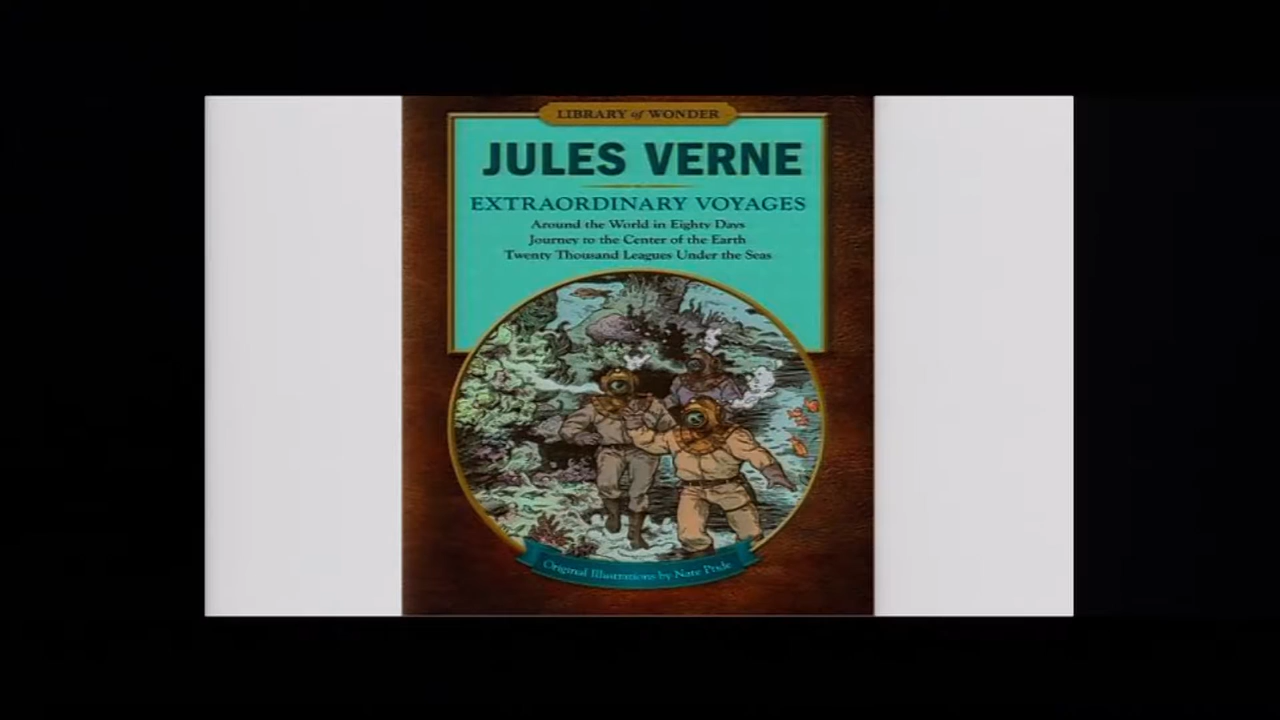 LIBRARY of WONDER
JULES VERNE
EXTRAORDINARY VOYAGES
Around the World in Eighty Days
Journey to the Center of the Earth
Twenty Thousand Leagues Under the Seas
Original Illustrations by Nate Pride